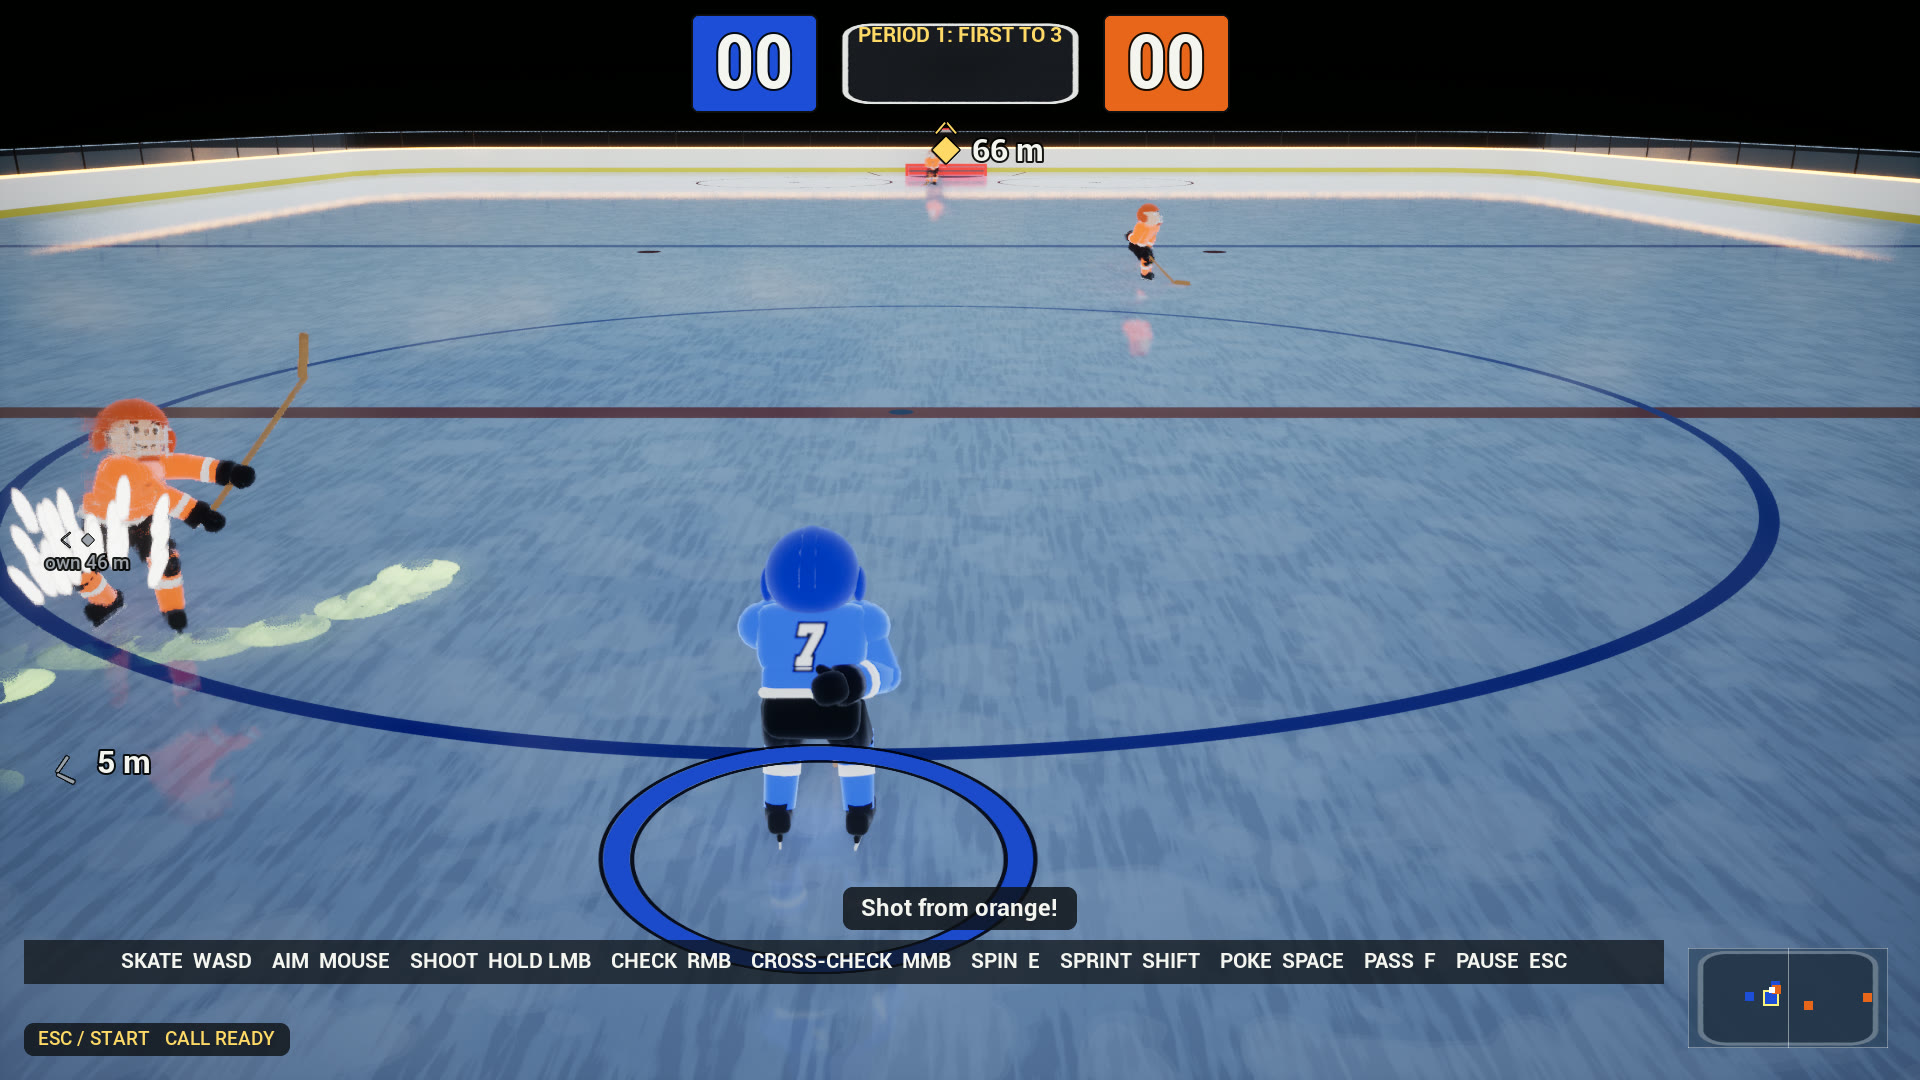 00
PERIOD 1: FIRST TO 3
00
66 m
own 46 m
7
5 m
Shot from orange!
SKATE WASD AIM MOUSE SHOOT HOLD LMB CHECK RMB CROSS-CHECK MMB SPIN E SPRINT SHIFT POKE SPACE PASS F PAUSE ESC
ESC / START CALL READY